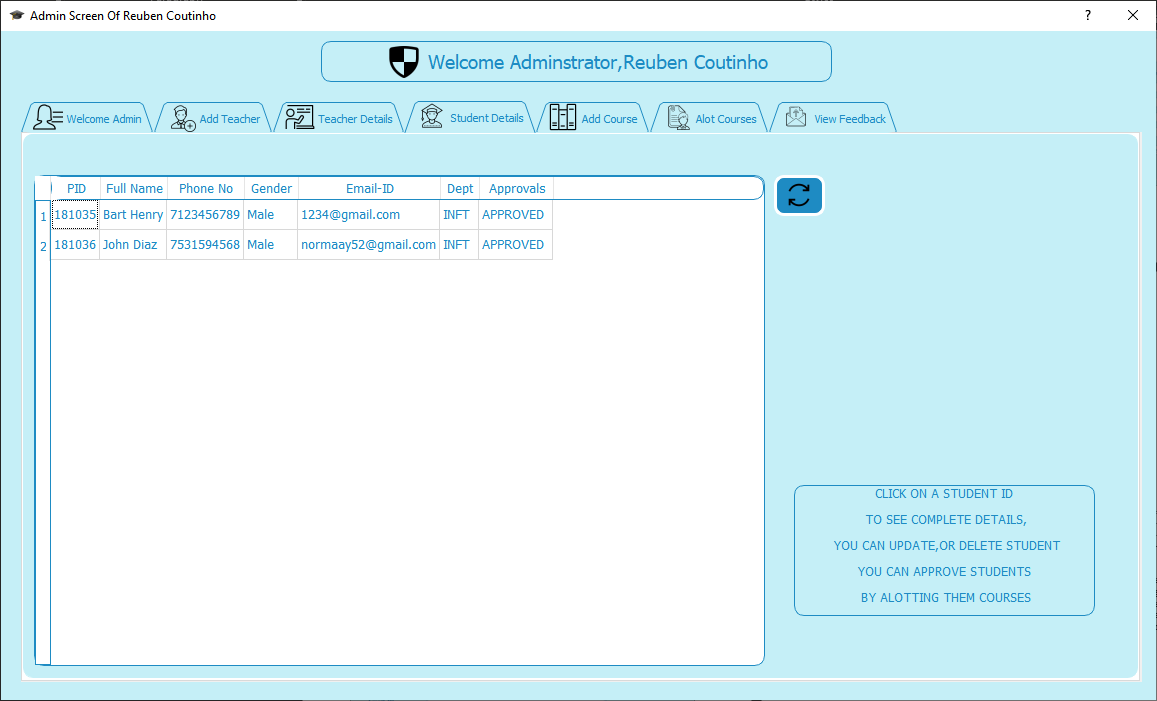 Admin Screen Of Reuben Coutinho ?
Welcome Adminstrator,Reuben Coutinho
Welcome Admin Add Teacher Teacher Details Student Details Add Course Alot Courses View Feedback
PID Full Name Phone No Gender Email-ID Dept Approvals
1 181035 Bart Henry 7123456789 Male 1234@gmail.com INFT APPROVED
2 181036 John Diaz 7531594568 Male normaay52@gmail.com INFT APPROVED
CLICK ON A STUDENT ID
TO SEE COMPLETE DETAILS,
YOU CAN UPDATE,OR DELETE STUDENT
YOU CAN APPROVE STUDENTS
BY ALOTTING THEM COURSES